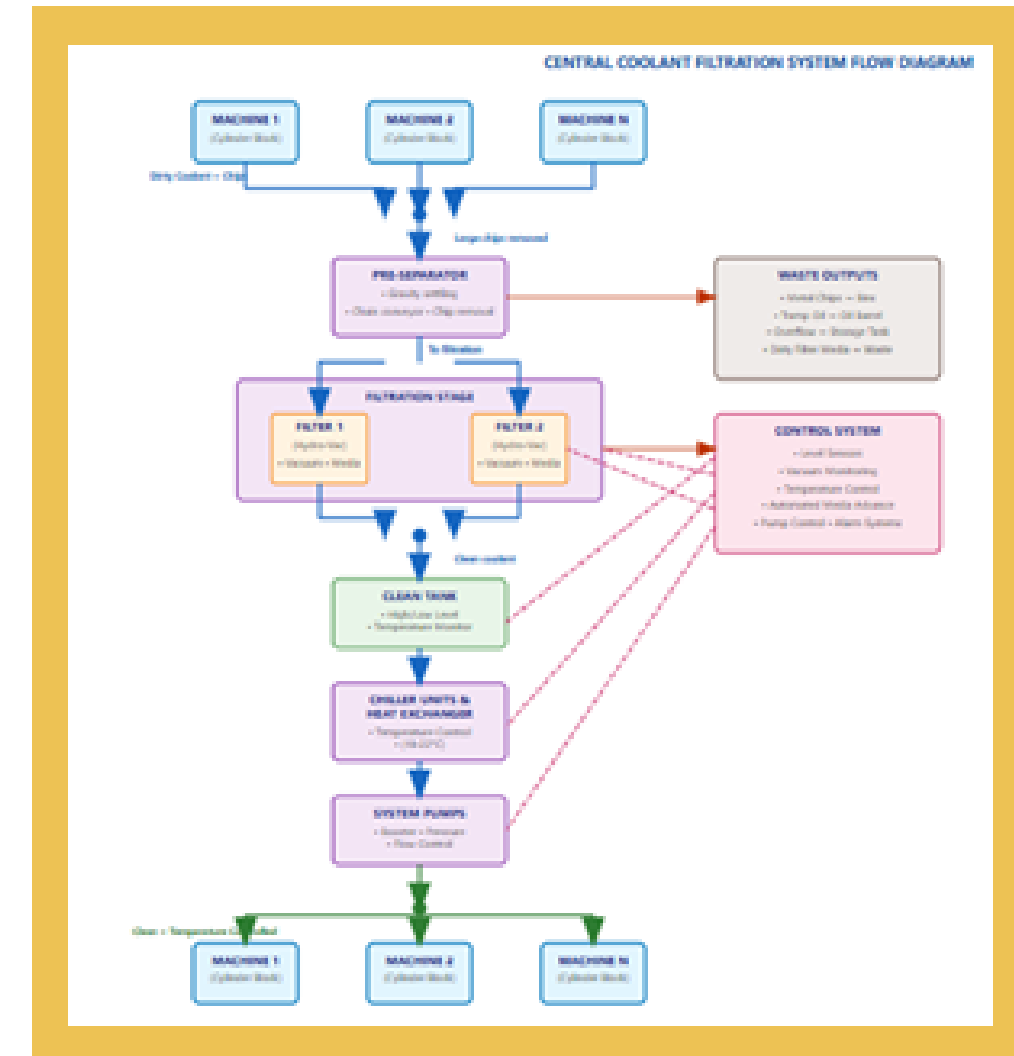 CENTRAL COOLANT FILTRATION SYSTEM FLOW DIAGRAM
MACHINE 1
(Cylinder Block)
MACHINE 2
(Cylinder Block)
MACHINE N
(Cylinder Block)
Dirty Coolant + Chips
Large chips removed
PRE-SEPARATOR
• Gravity settling
• Chain conveyor • Chip removal
WASTE OUTPUTS
• Metal Chips → Bins
• Tramp Oil → Oil Barrel
• Overflow → Storage Tank
• Dirty Filter Media → Waste
To filtration
FILTRATION STAGE
FILTER 1
(Hydro-Vac)
• Vacuum • Media
FILTER 2
(Hydro-Vac)
• Vacuum • Media
CONTROL SYSTEM
• Level Sensors
• Vacuum Monitoring
• Temperature Control
• Automated Media Advance
• Pump Control • Alarm Systems
Clean coolant
CLEAN TANK
• High/Low Level
• Temperature Monitor
CHILLER UNITS &
HEAT EXCHANGER
• Temperature Control
SYSTEM PUMPS
• Booster • Pressure
• Flow Control
Clean + Temperature Controlled
MACHINE 1
(Cylinder Block)
MACHINE 2
(Cylinder Block)
MACHINE N
(Cylinder Block)